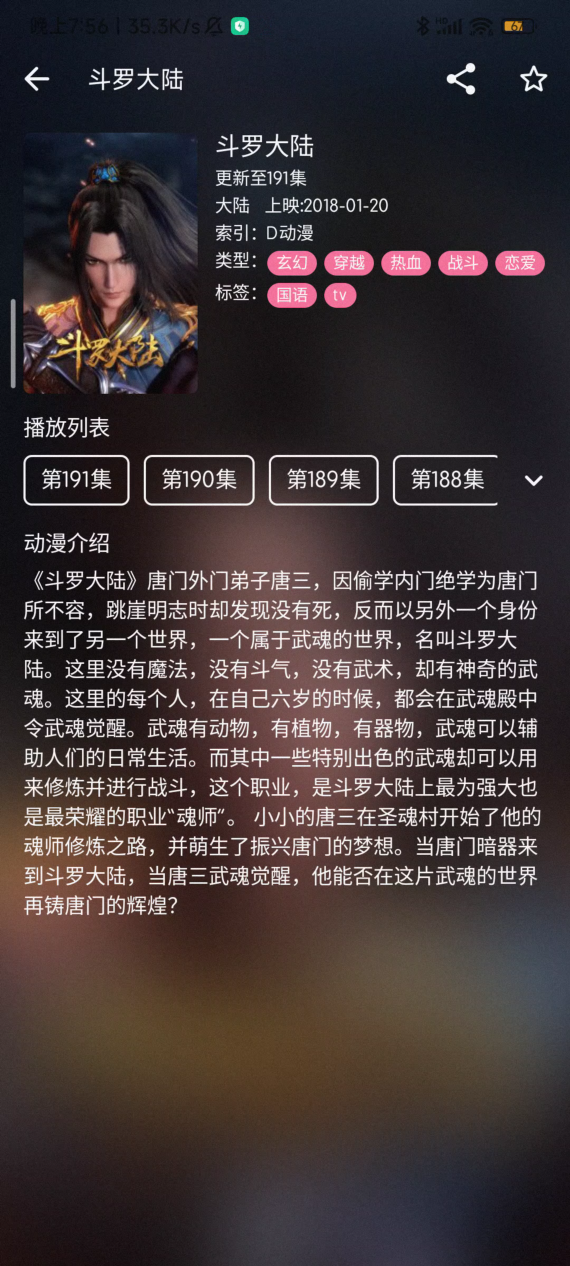 晚上7:56 | 35.3K/s
HD
67
斗罗大陆
斗罗大陆
斗罗大陆
更新至191集
大陆 上映:2018-01-20
索引：D动漫
类型： 玄幻 穿越 热血 战斗 恋爱
标签： 国语 tv
播放列表
第191集 第190集 第189集 第188集
动漫介绍
《斗罗大陆》唐门外门弟子唐三，因偷学内门绝学为唐门
所不容，跳崖明志时却发现没有死，反而以另外一个身份
来到了另一个世界，一个属于武魂的世界，名叫斗罗大
陆。这里没有魔法，没有斗气，没有武术，却有神奇的武
魂。这里的每个人，在自己六岁的时候，都会在武魂殿中
令武魂觉醒。武魂有动物，有植物，有器物，武魂可以辅
助人们的日常生活。而其中一些特别出色的武魂却可以用
来修炼并进行战斗，这个职业，是斗罗大陆上最为强大也
是最荣耀的职业“魂师”。 小小的唐三在圣魂村开始了他的
魂师修炼之路，并萌生了振兴唐门的梦想。当唐门暗器来
到斗罗大陆，当唐三武魂觉醒，他能否在这片武魂的世界
再铸唐门的辉煌？